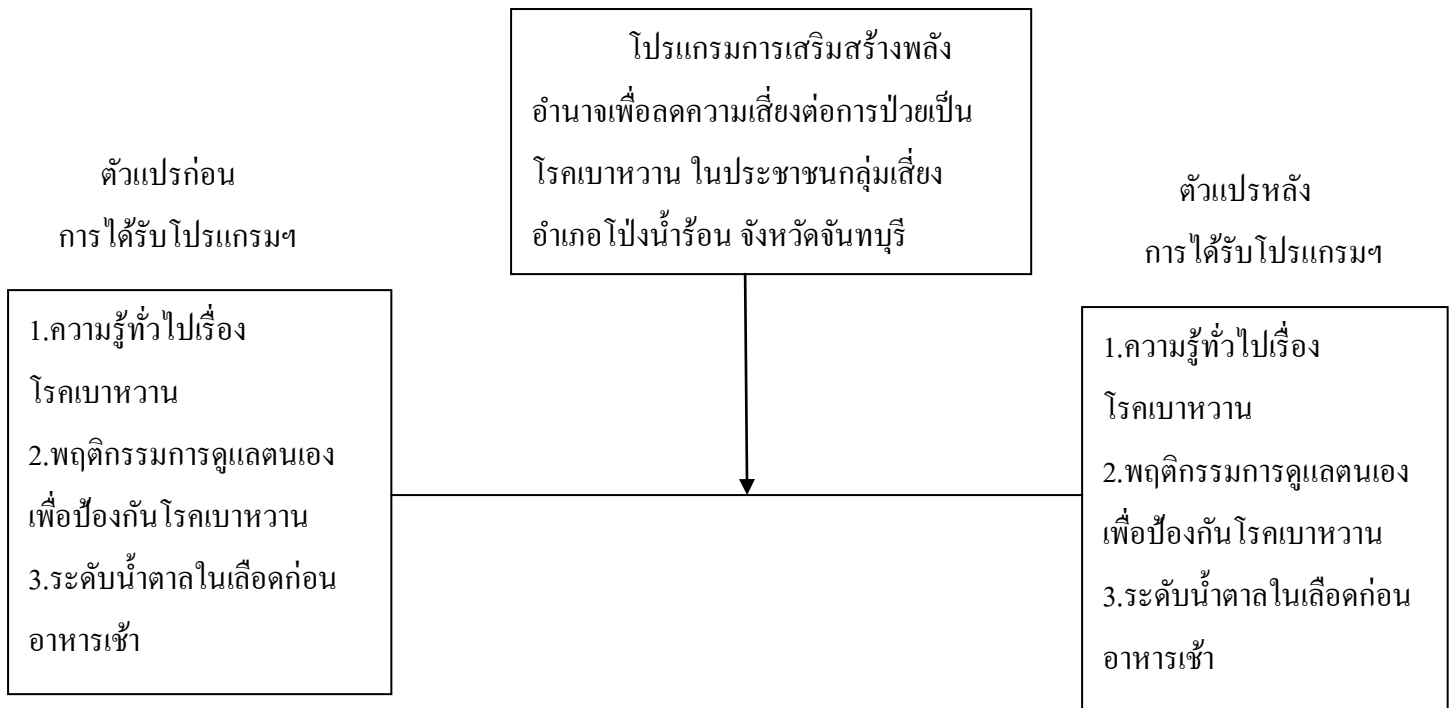 โปรแกรมการเสริมสร้างพลัง
อำนาจเพื่อลดความเสี่ยงต่อการป่วยเป็น
โรคเบาหวาน ในประชาชนกลุ่มเสี่ยง
อำเภอโป่งน้ำร้อน จังหวัดจันทบุรี
ตัวแปรก่อน
การได้รับโปรแกรมฯ
1.ความรู้ทั่วไปเรื่อง
โรคเบาหวาน
2.พฤติกรรมการดูแลตนเอง
เพื่อป้องกันโรคเบาหวาน
3.ระดับน้ำตาลในเลือดก่อน
อาหารเช้า
ตัวแปรหลัง
การได้รับโปรแกรมฯ
1.ความรู้ทั่วไปเรื่อง
โรคเบาหวาน
2.พฤติกรรมการดูแลตนเอง
เพื่อป้องกันโรคเบาหวาน
3.ระดับน้ำตาลในเลือดก่อน
อาหารเช้า